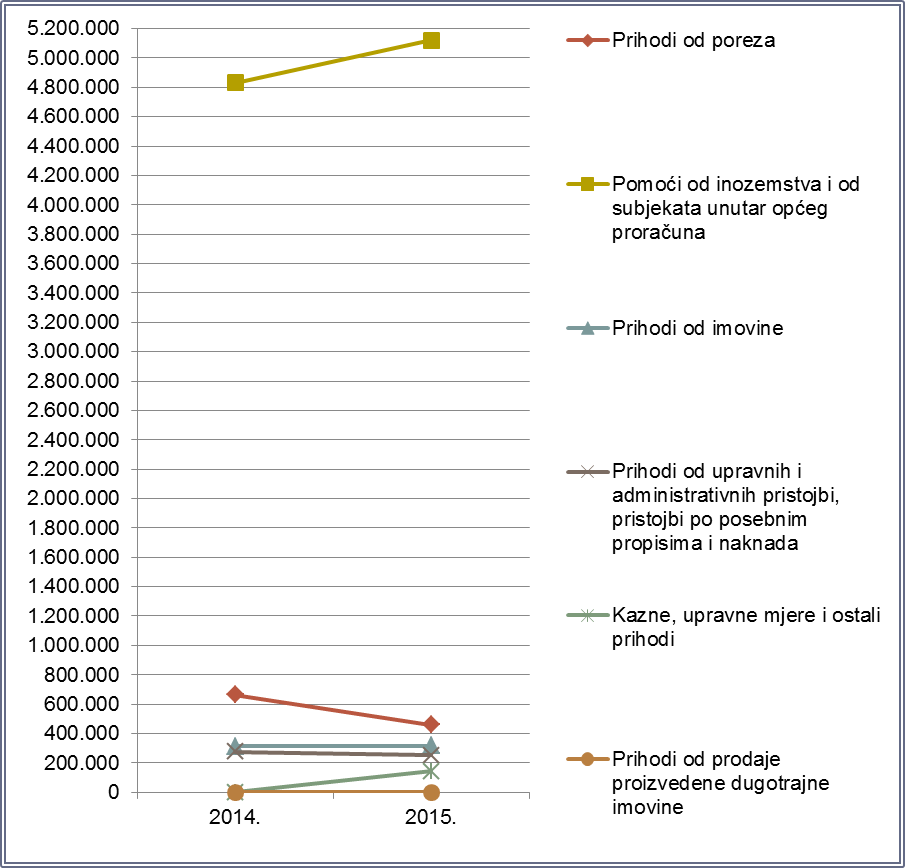 5.200.000
5.000.000
4.800.000
4.600.000
4.400.000
4.200.000
4.000.000
3.800.000
3.600.000
3.400.000
3.200.000
3.000.000
2.800.000
2.600.000
2.400.000
2.200.000
2.000.000
1.800.000
1.600.000
1.400.000
1.200.000
1.000.000
800.000
600.000
400.000
200.000
0
2014.
2015.
Prihodi od poreza
Pomoći od inozemstva i od
subjekata unutar općeg
proračuna
Prihodi od imovine
Prihodi od upravnih i
administrativnih pristojbi,
pristojbi po posebnim
propisima i naknada
Kazne, upravne mjere i ostali
prihodi
Prihodi od prodaje
proizvedene dugotrajne
imovine